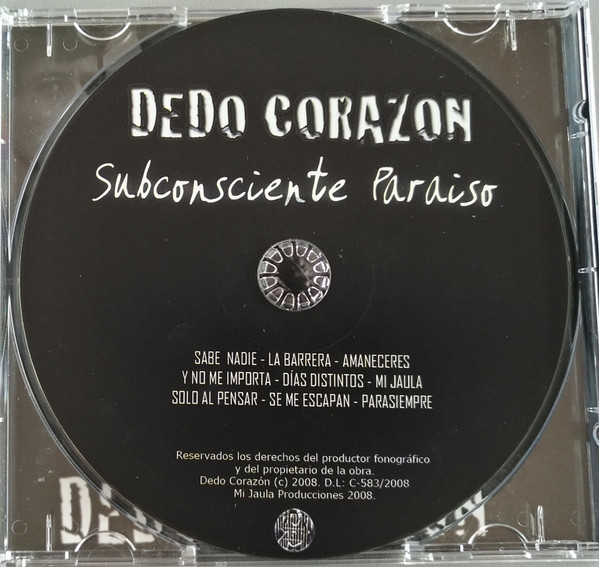 DEDO CORAZON
Subconsciente Paraiso
SABE NADIE - LA BARRERA - AMANECERES
Y NO ME IMPORTA - DÍAS DISTINTOS - MI JAULA
SOLO AL PENSAR - SE ME ESCAPAN - PARASIEMPRE
Reservados los derechos del productor fonográfico
y del propietario de la obra.
Dedo Corazón (c) 2008. D.L: C-583/2008
Mi Jaula Producciones 2008.